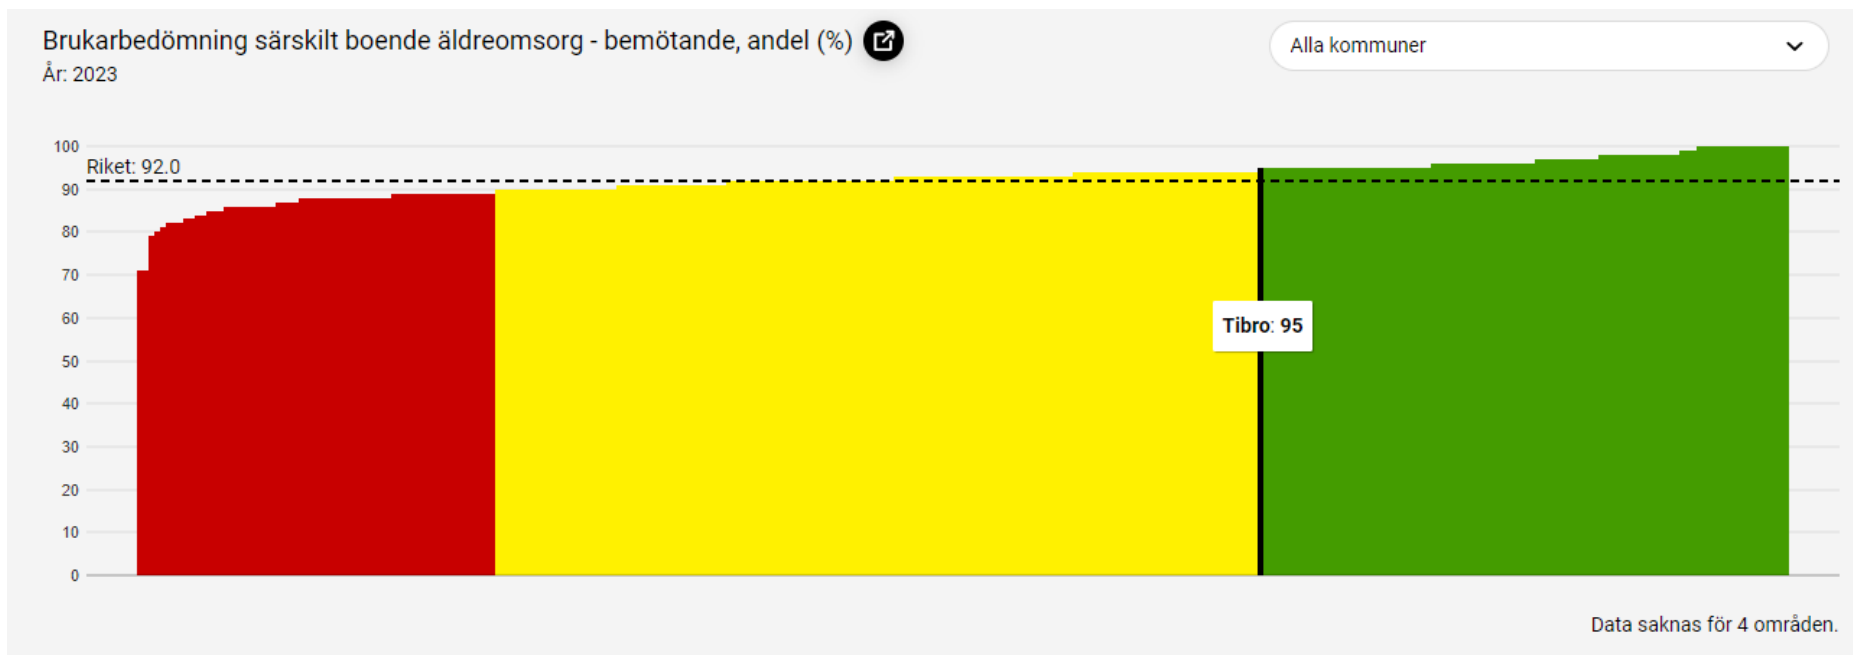 Brukarbedömning särskilt boende äldreomsorg - bemötande, andel (%)
År: 2023
Alla kommuner
100
Riket: 92.0
90
80
70
60
Tibro: 95
50
40
30
20
10
0
Data saknas för 4 områden.